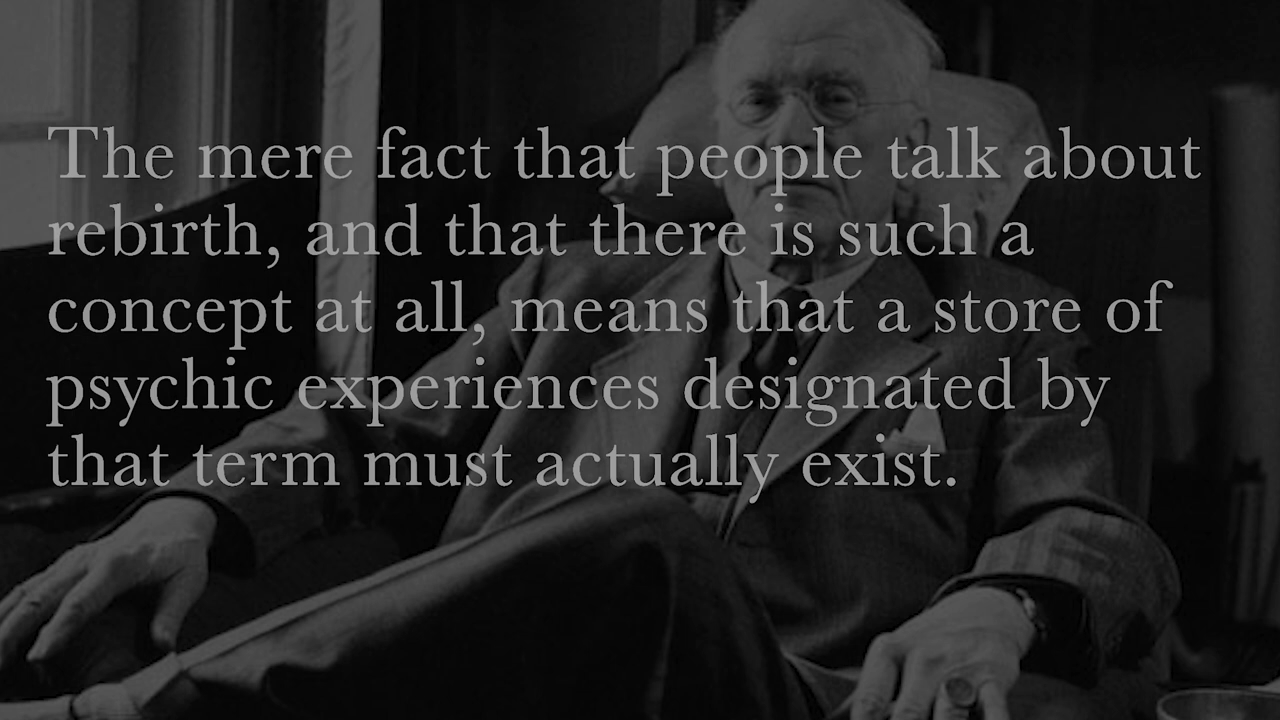 The mere fact that people talk about
rebirth, and that there is such a
concept at all, means that a store of
psychic experiences designated by
that term must actually exist.